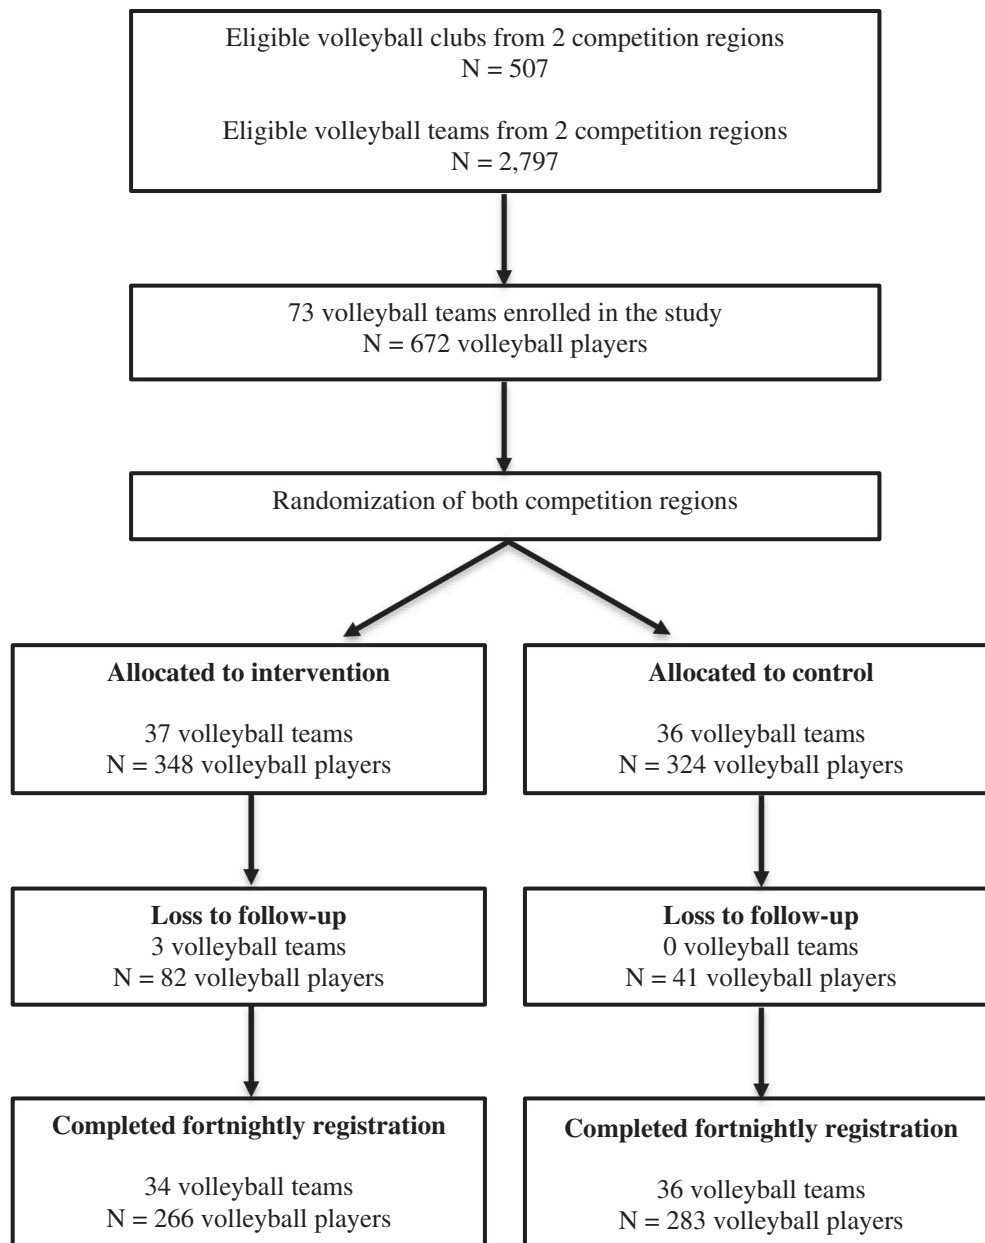 Eligible volleyball clubs from 2 competition regions
N = 507
Eligible volleyball teams from 2 competition regions
N = 2,797
73 volleyball teams enrolled in the study
N = 672 volleyball players
Randomization of both competition regions
Allocated to intervention
37 volleyball teams
N = 348 volleyball players
Allocated to control
36 volleyball teams
N = 324 volleyball players
Loss to follow-up
3 volleyball teams
N = 82 volleyball players
Loss to follow-up
0 volleyball teams
N = 41 volleyball players
Completed fortnightly registration
34 volleyball teams
N = 266 volleyball players
Completed fortnightly registration
36 volleyball teams
N = 283 volleyball players